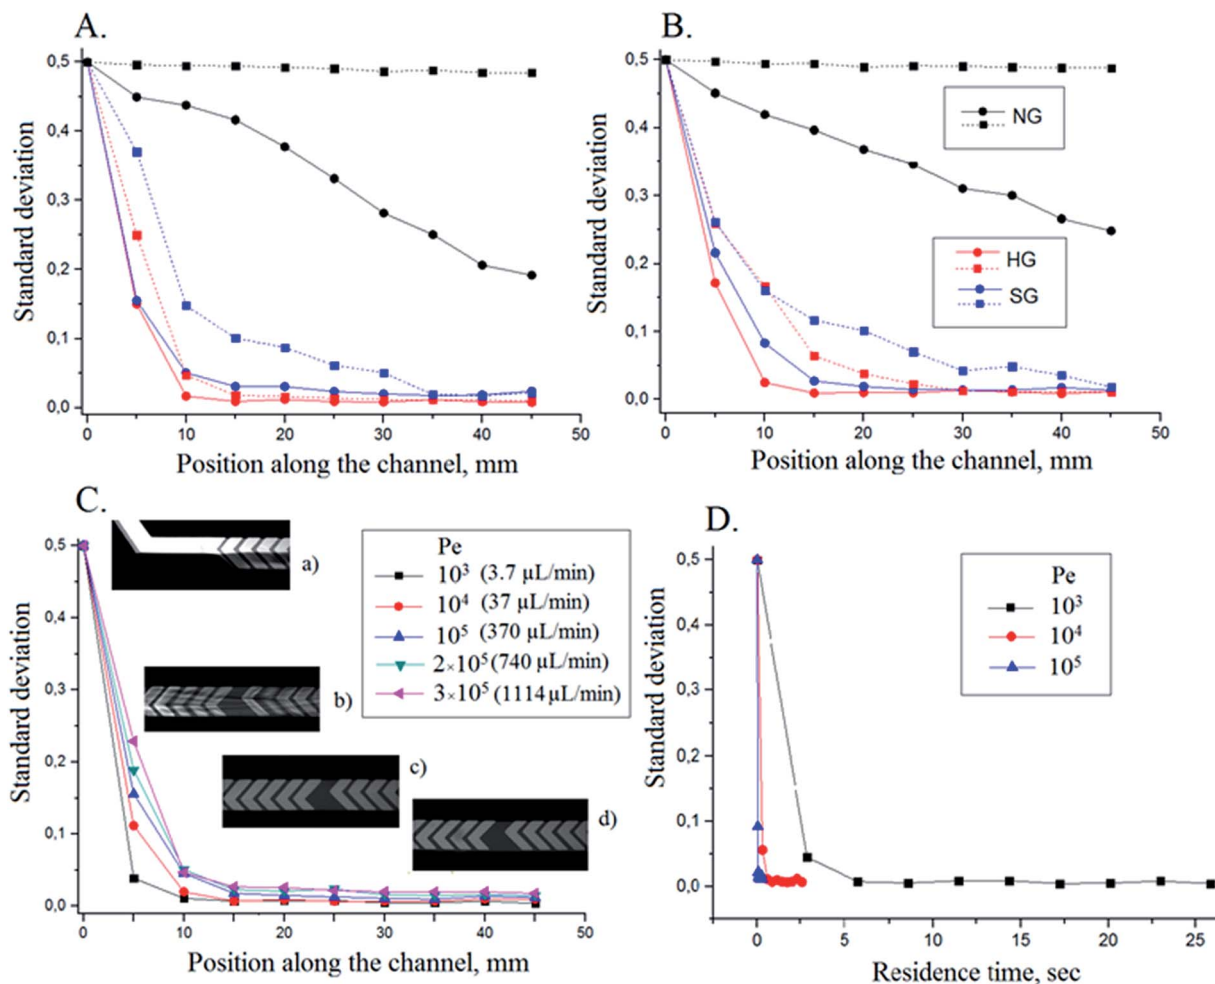 A.
0,5
0,4
0,3
0,2
0,1
0,0
Standard deviation
0 10 20 30 40 50
Position along the channel, mm
B.
0,5
0,4
0,3
0,2
0,1
0,0
Standard deviation
NG
HG
SG
0 10 20 30 40 50
Position along the channel, mm
C.
0,5
0,4
0,3
0,2
0,1
0,0
Standard deviation
a)
b)
c)
d)
Pe
10³ (3.7 µL/min)
10⁴ (37 µL/min)
10⁵ (370 µL/min)
2×10⁵ (740 µL/min)
3×10⁵ (1114 µL/min)
0 10 20 30 40 50
Position along the channel, mm
D.
0,5
0,4
0,3
0,2
0,1
0,0
Standard deviation
Pe
10³
10⁴
10⁵
0 5 10 15 20 25
Residence time, sec